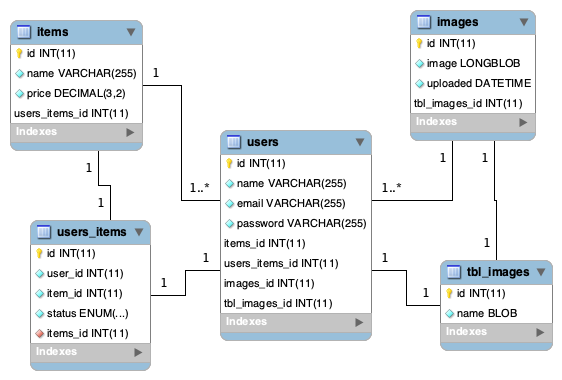 items
id INT(11)
name VARCHAR(255)
price DECIMAL(3,2)
users_items_id INT(11)
Indexes
images
id INT(11)
image LONGBLOB
uploaded DATETIME
tbl_images_id INT(11)
Indexes
1
1..*
1
1..*
1
1
users
id INT(11)
name VARCHAR(255)
email VARCHAR(255)
password VARCHAR(255)
items_id INT(11)
users_items_id INT(11)
images_id INT(11)
tbl_images_id INT(11)
Indexes
1
1
users_items
id INT(11)
user_id INT(11)
item_id INT(11)
status ENUM(...)
items_id INT(11)
Indexes
1
1
1
1
tbl_images
id INT(11)
name BLOB
Indexes